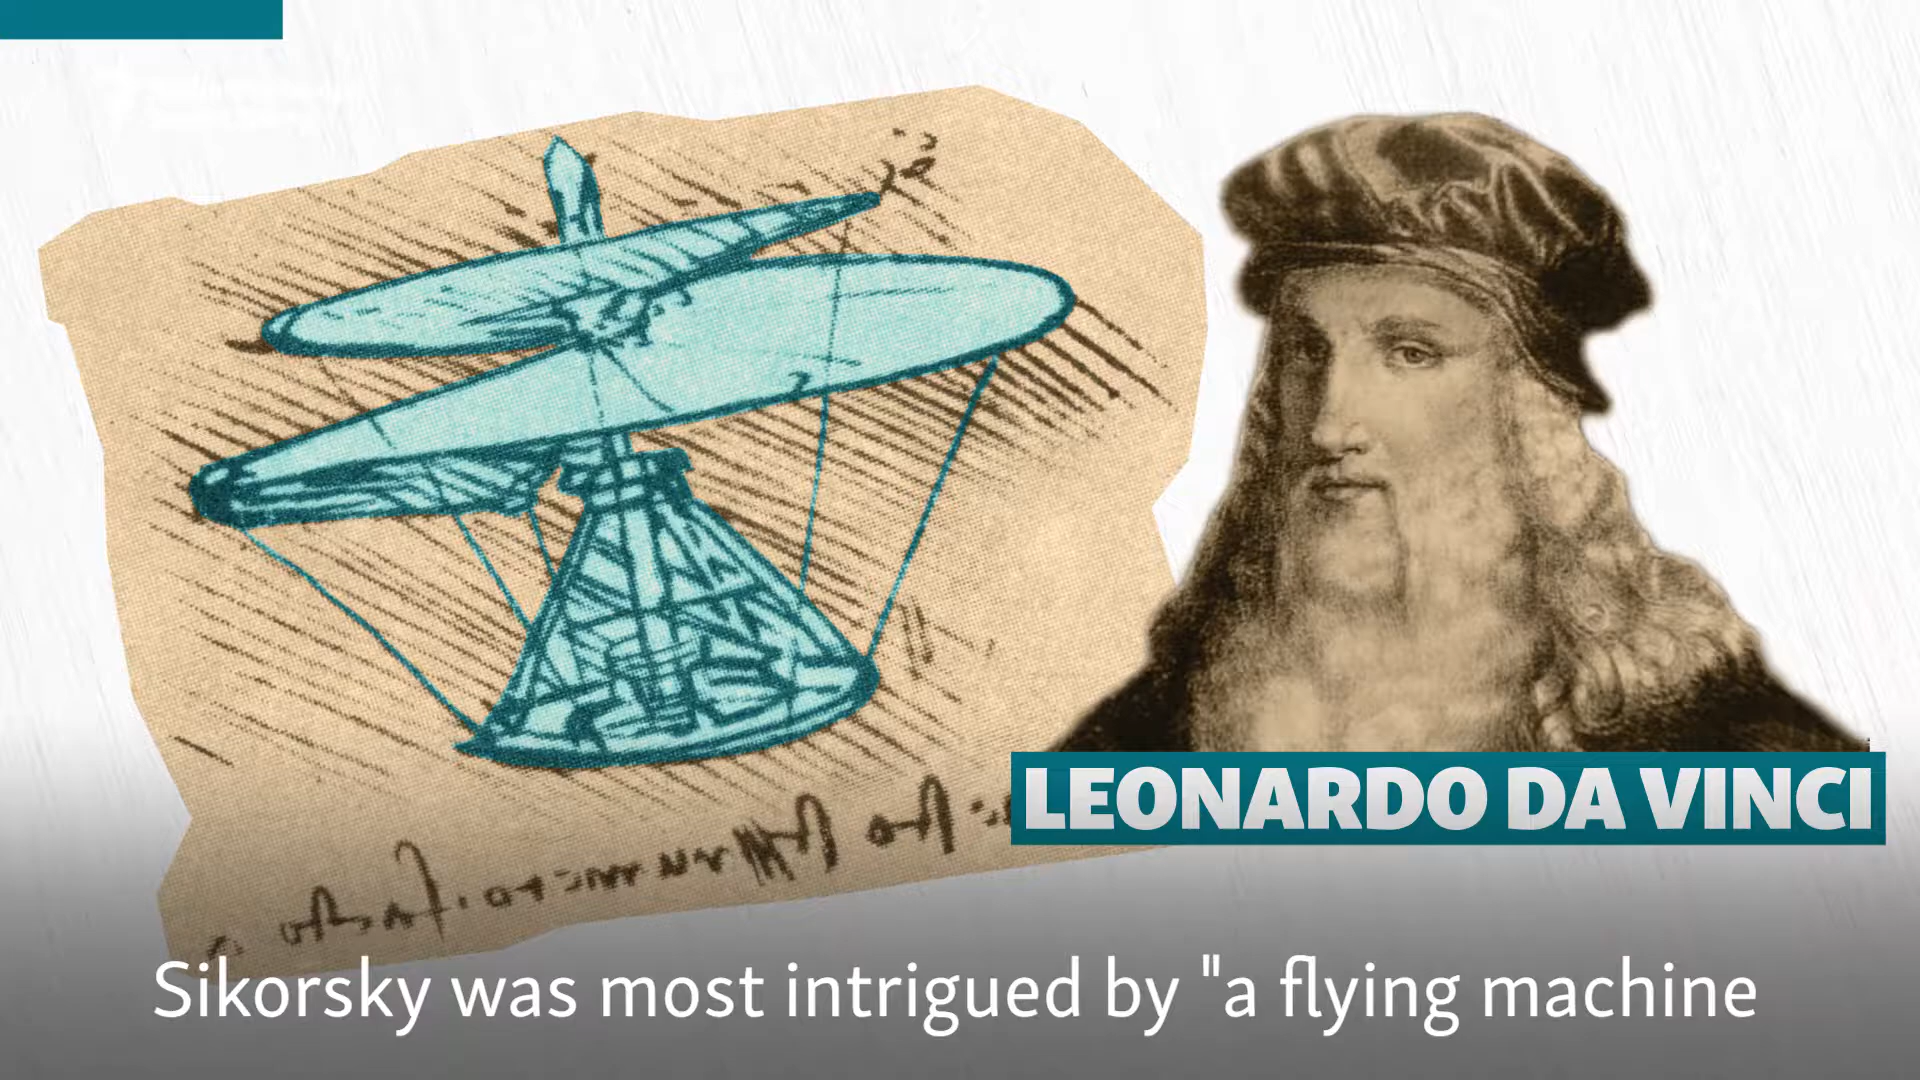 LEONARDO DA VINCI
Sikorsky was most intrigued by "a flying machine